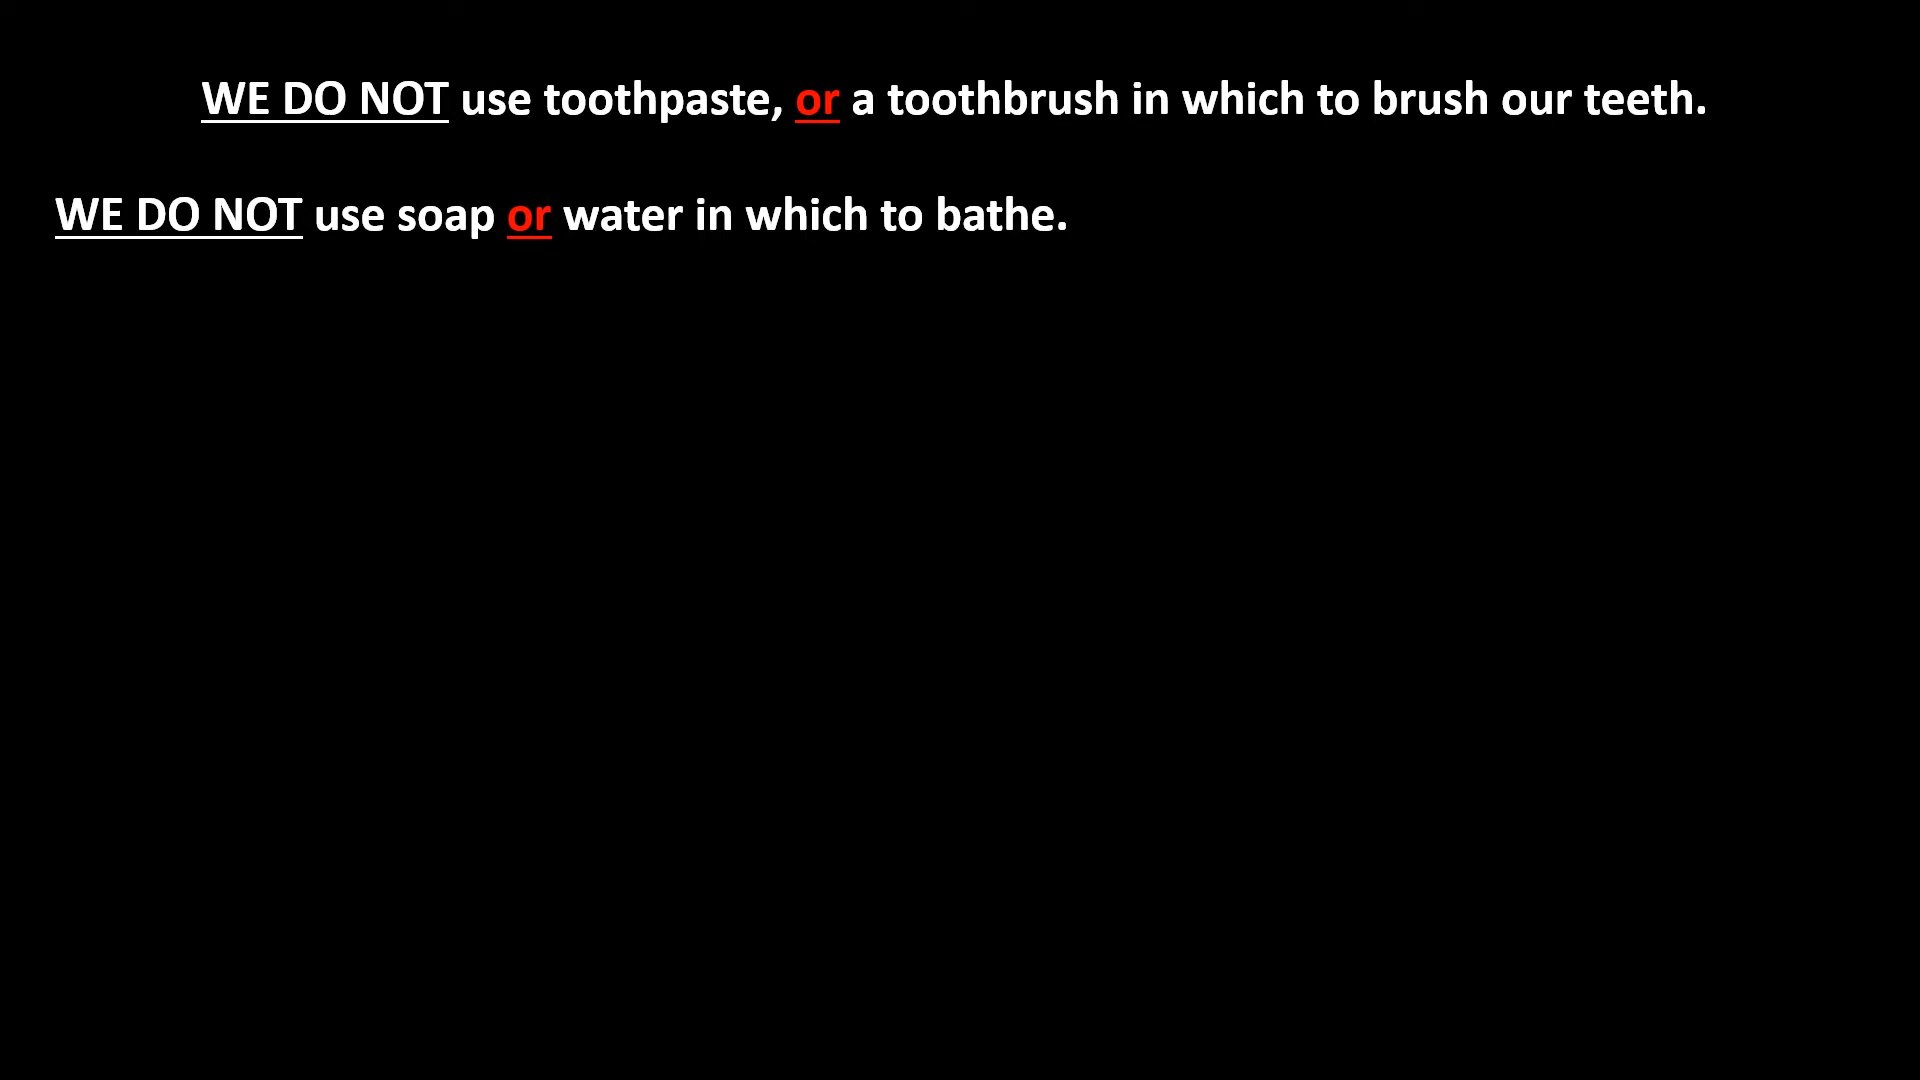 WE DO NOT use toothpaste, or a toothbrush in which to brush our teeth.
WE DO NOT use soap or water in which to bathe.